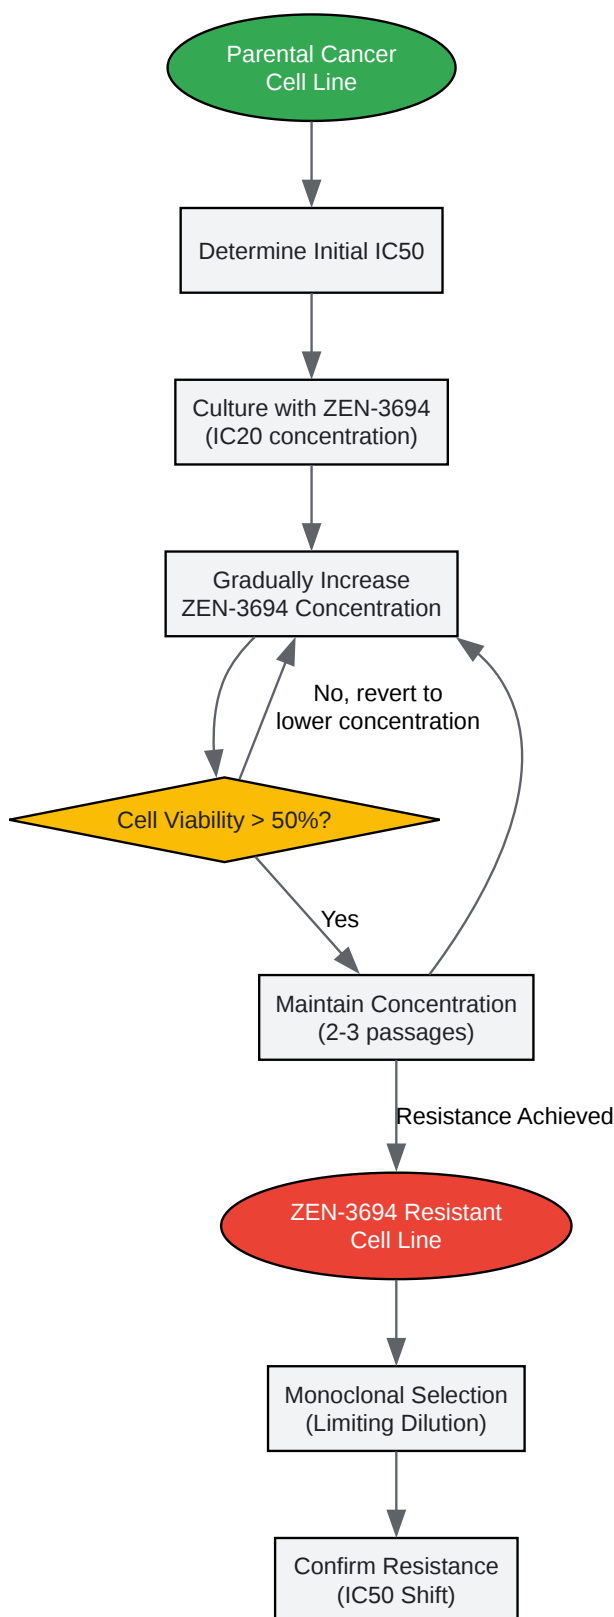 Parental Cancer
Cell Line
Determine Initial IC50
Culture with ZEN-3694
(IC20 concentration)
Gradually Increase
ZEN-3694 Concentration
No, revert to
lower concentration
Cell Viability > 50%?
Yes
Maintain Concentration
(2-3 passages)
Resistance Achieved
ZEN-3694 Resistant
Cell Line
Monoclonal Selection
(Limiting Dilution)
Confirm Resistance
(IC50 Shift)